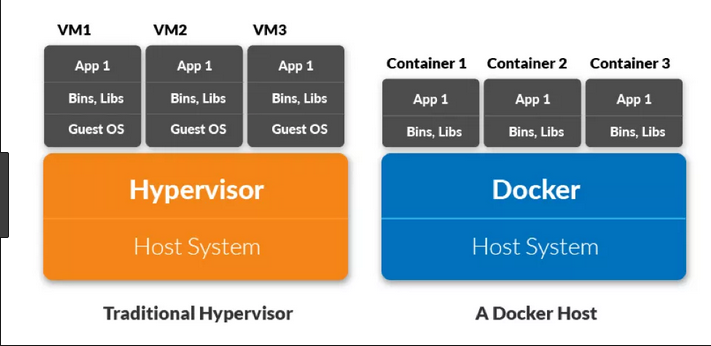 VM1 VM2 VM3
App 1 App 1 App 1
Bins, Libs Bins, Libs Bins, Libs
Guest OS Guest OS Guest OS
Hypervisor
Host System
Traditional Hypervisor
Container 1 Container 2 Container 3
App 1 App 1 App 1
Bins, Libs Bins, Libs Bins, Libs
Docker
Host System
A Docker Host